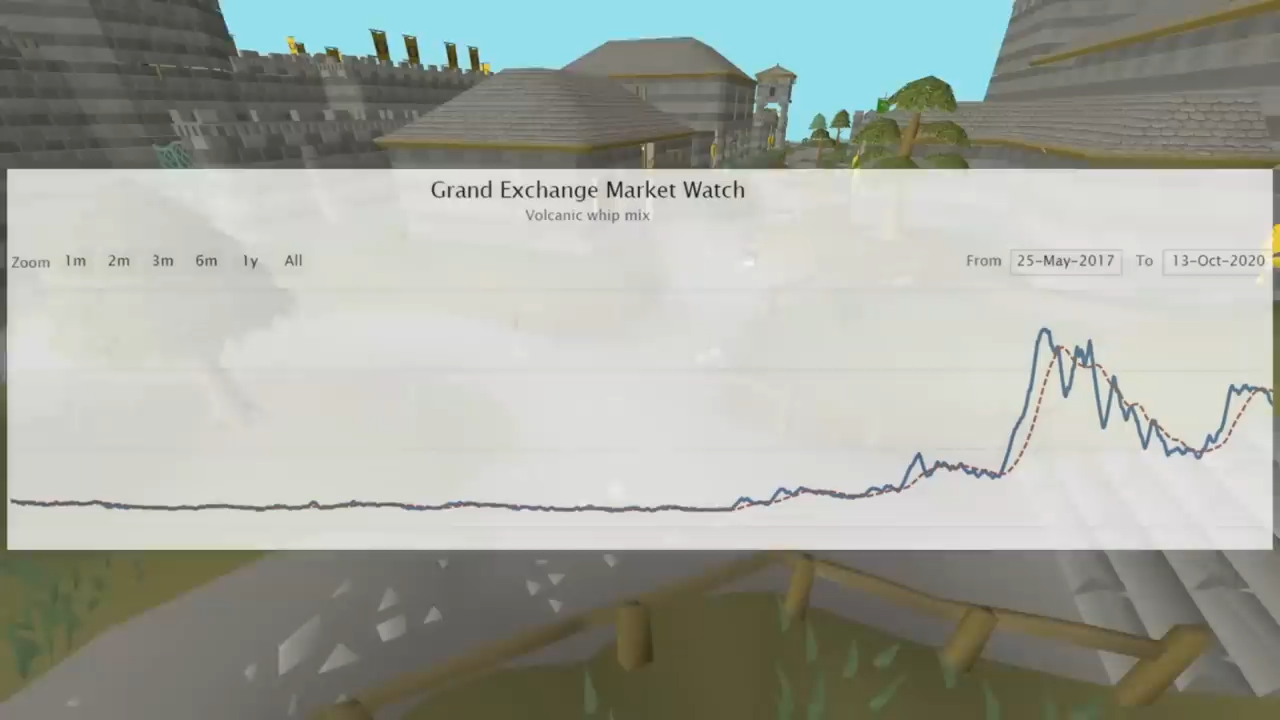 Grand Exchange Market Watch
Volcanic whip mix
Zoom 1m 2m 3m 6m 1y All From 25-May-2017 To 13-Oct-2020